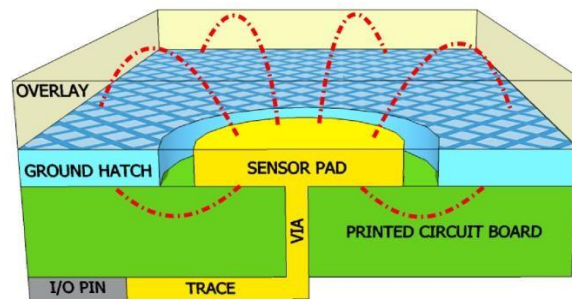 OVERLAY
GROUND HATCH
SENSOR PAD
VIA
PRINTED CIRCUIT BOARD
I/O PIN
TRACE